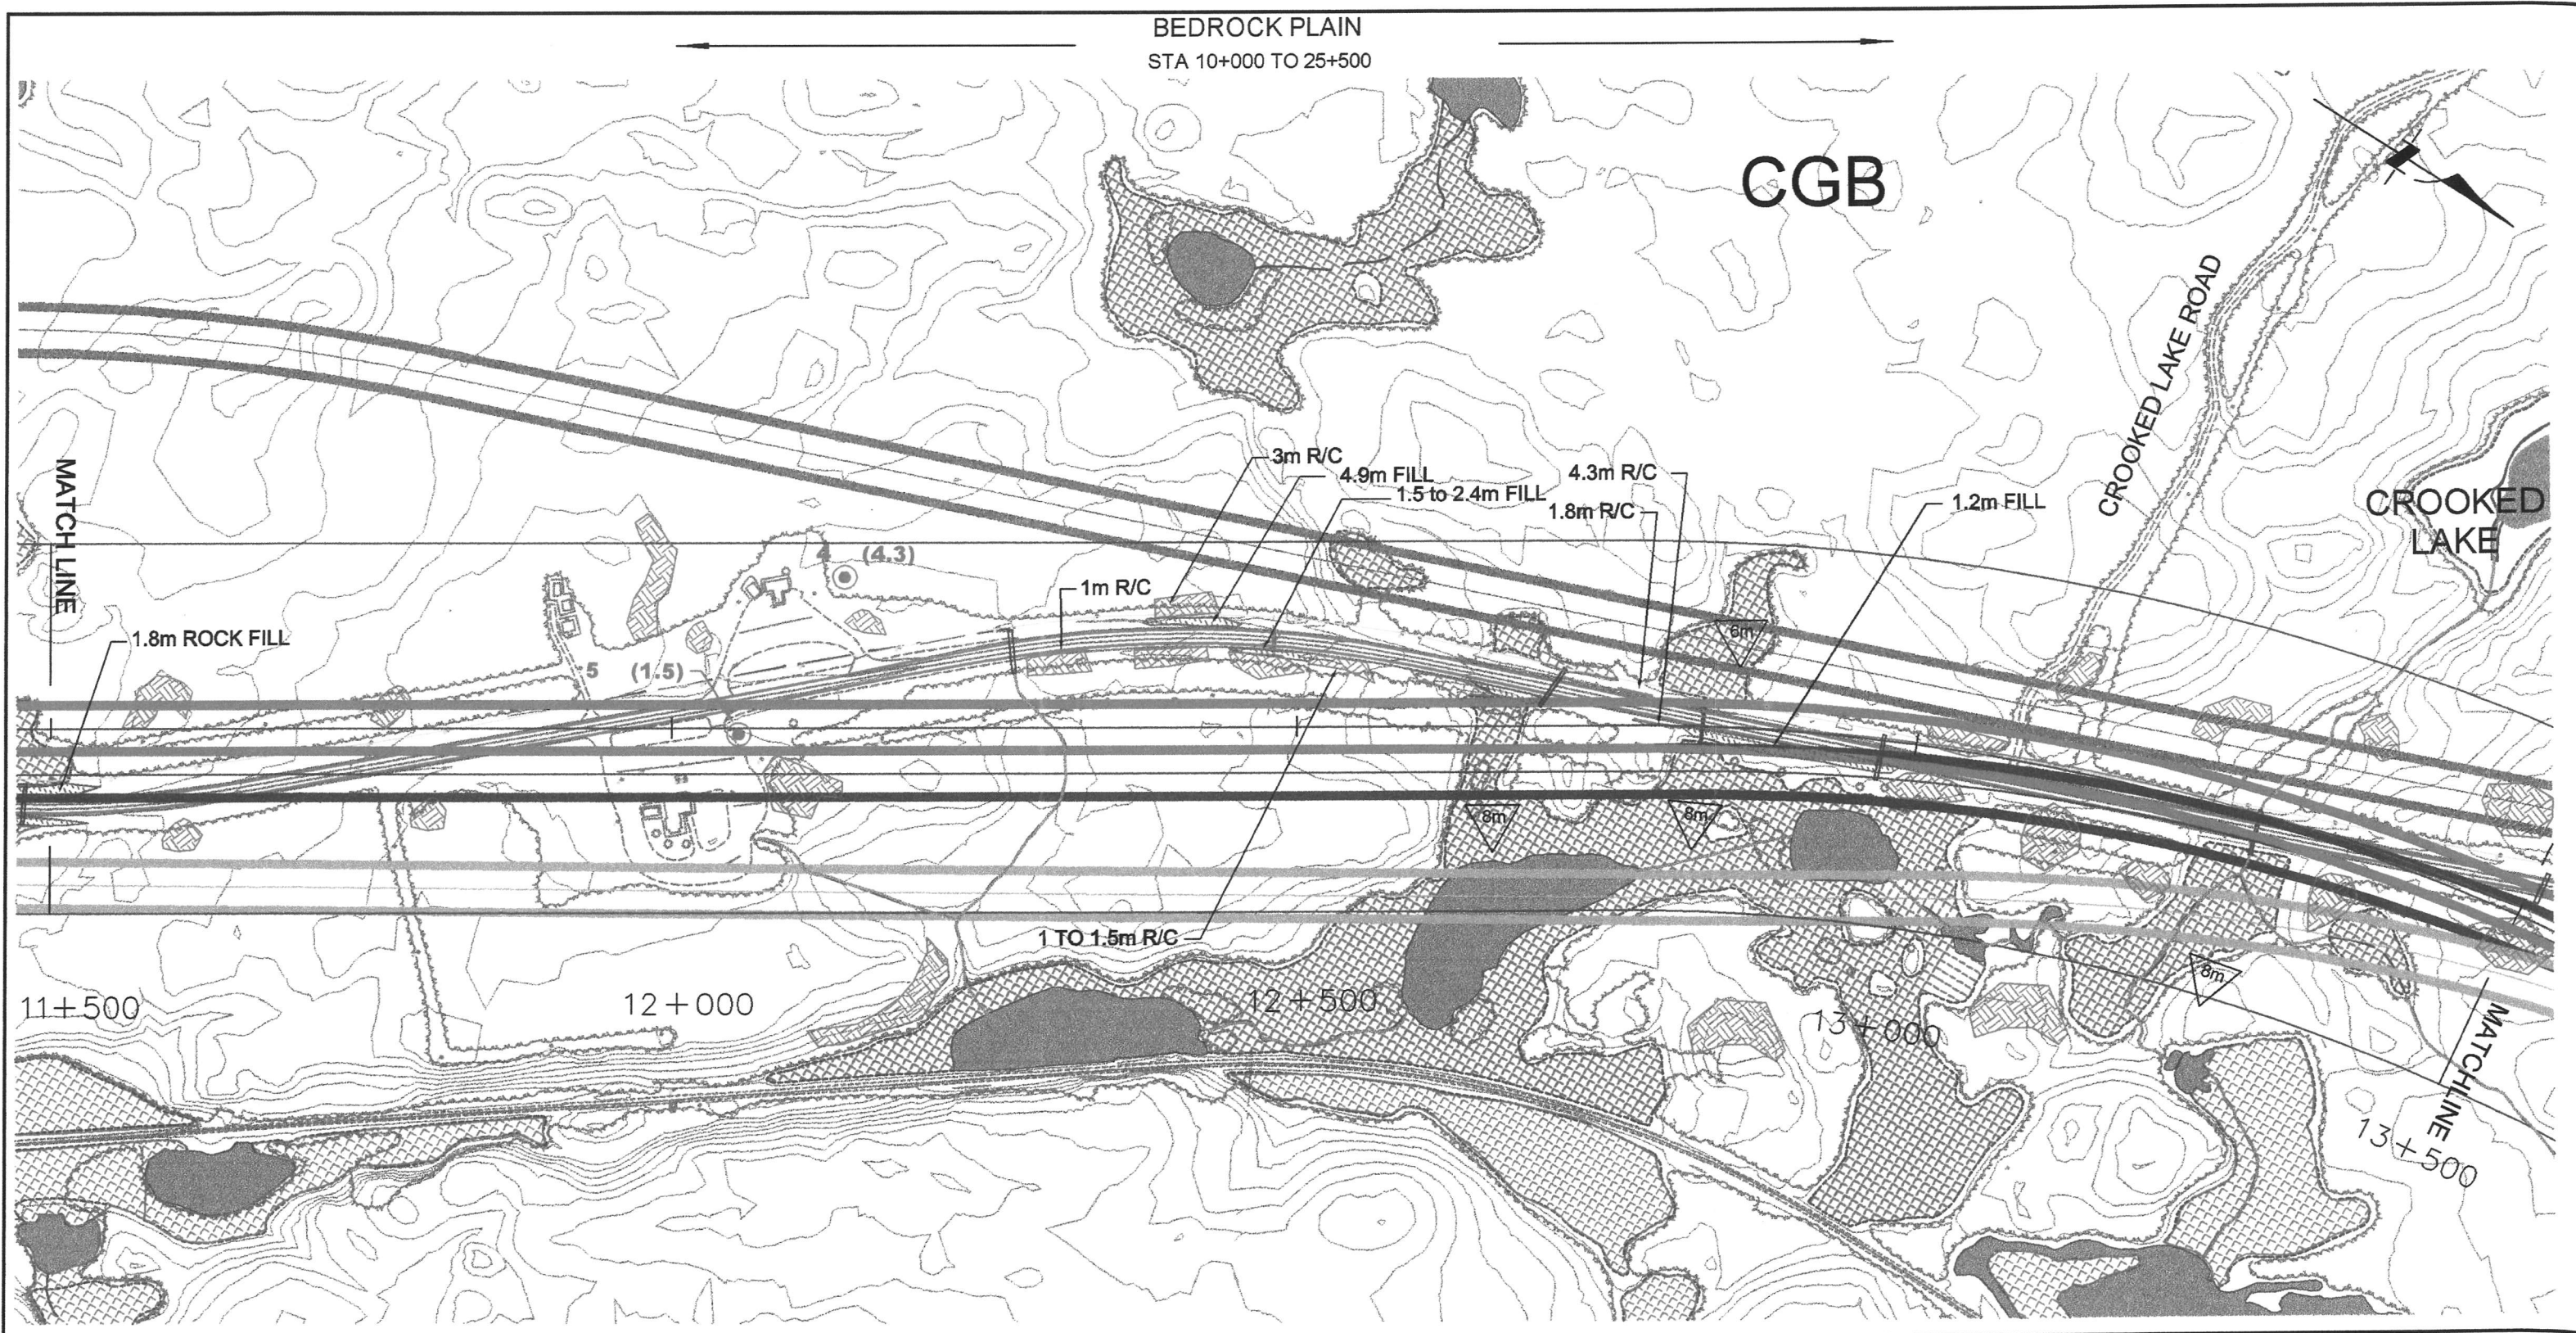 BEDROCK PLAIN
STA 10+000 TO 25+500
CGB
CROOKED LAKE ROAD
CROOKED
LAKE
MATCH LINE
3m R/C
4.9m FILL
1.5 to 2.4m FILL
4.3m R/C
1.8m R/C
1.2m FILL
4 (4.3)
1m R/C
1.8m ROCK FILL
5 (1.5)
6m
8m
8m
1 TO 1.5m R/C
8m
11+500
12+000
12+500
13+000
MATCHLINE
13+500